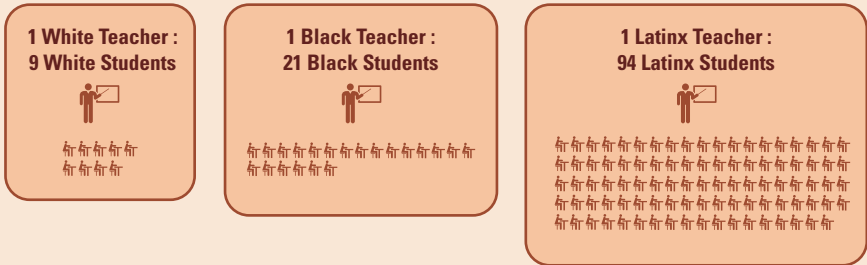 1 White Teacher :
9 White Students
1 Black Teacher :
21 Black Students
1 Latinx Teacher :
94 Latinx Students